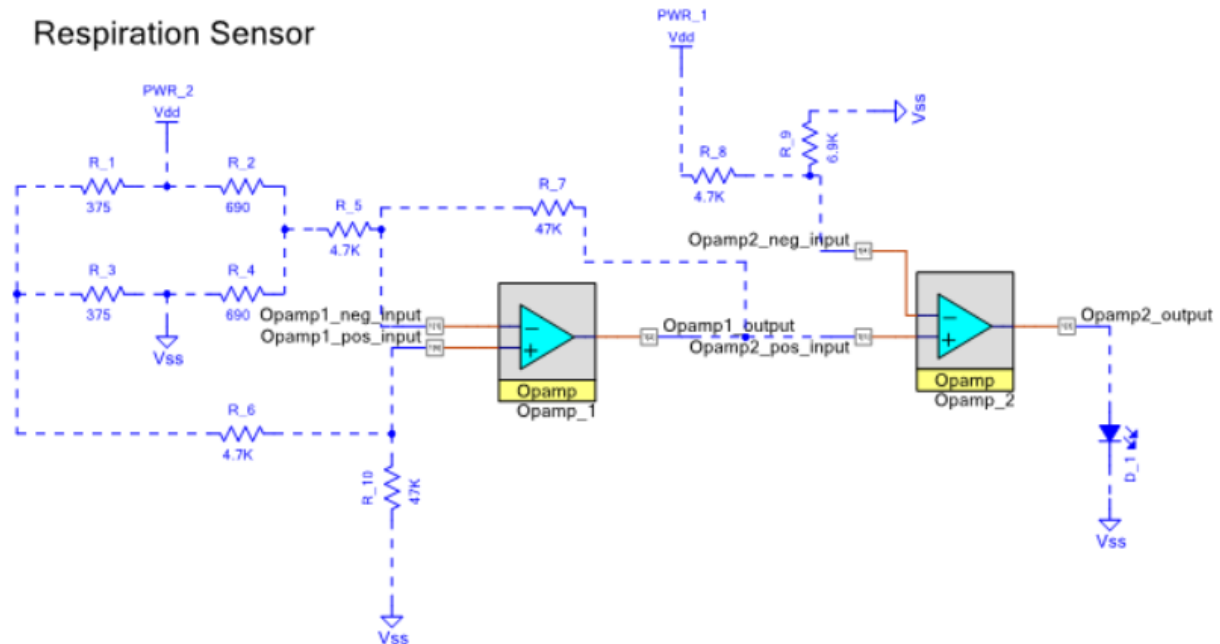 Respiration Sensor
PWR_1
Vdd
PWR_2
Vdd
Vss
R_9
6.9K
R_1
375
R_2
690
R_8
4.7K
R_7
47K
R_5
4.7K
R_3
375
R_4
690
Vss
Opamp2_neg_input
Opamp1_neg_input
Opamp1_pos_input
Opamp1_output
Opamp2_pos_input
Opamp2_output
Opamp
Opamp_1
Opamp
Opamp_2
R_6
4.7K
R_10
47K
D_1
Vss
Vss